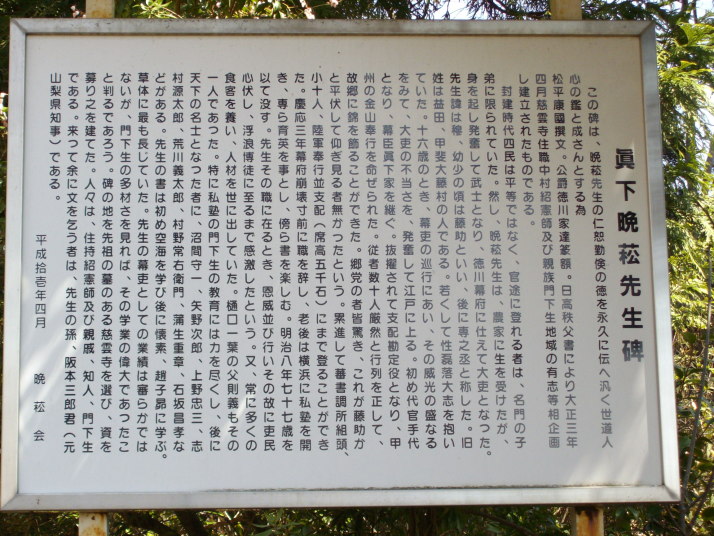 眞下晩菘先生碑
この碑は、晩菘先生の仁恕勤倹の徳を永久に伝へ汎く世道人
心の鑑と成さんとする為
松平康國撰文。公爵徳川家達篆額。日高秩父書により大正三年
四月慈雲寺住職中村紹憲師及び親族門下生地域の有志等相企画
し建立されたものである。
封建時代四民は平等ではなく、官途に登れる者は、名門の子
弟に限られていた。然し、晩菘先生は、農家に生を受けたが、
身を起し発奮して武士となり、徳川幕府に仕えて大吏となった。
先生諱は穆、幼少の頃は藤助といい、後に専之丞と称した。旧
姓は益田、甲斐大藤村の人である。若くして性磊落大志を抱い
ていた。十六歳のとき、幕吏の巡行にあい、その威光の盛なる
をみて、大吏の不当さを、発奮して江戸に上る。初め代官手代
となり、幕臣眞下家を継ぐ。抜擢されて支配勘定役となり、甲
州の金山奉行を命ぜられた。従者数十人厳然と行列を正して、
故郷に錦を飾ることができた。郷党の者皆驚き、これが藤助か
と平伏して仰ぎ見る者無かったという。累進して蕃書調所組頭、
小十人、陸軍奉行並支配（席高五千石）にまで登ることができ
た。慶応三年幕府崩壊寸前に職を辞し、老後は横浜に私塾を開
き、専ら育英を事とし、傍ら書を楽しむ。明治八年七十七歳を
以て没す。先生その職に在るとき、恩威並び行いその故に吏民
心伏し、浮浪博徒に至るまで感激したという。又、常に多くの
食客を養い、人材を世に出していた。樋口一葉の父則義もその
一人であった。特に私塾の門下生の教育には力を尽くし、後に
天下の名士となった者に、沼間守一、矢野次郎、上野忠三、志
村源太郎、荒川義太郎、村野常右衛門、蒲生重章、石坂昌孝な
どがある。先生の書は初め空海を学び後に懐素、趙子昴に学ぶ。
草体に最も長じていた。先生の幕吏としての業績は審らかでは
ないが、門下生の多材さを見れば、その学業の偉大であったこ
と判るであろう。碑の地を先祖の墓のある慈雲寺を選び、資を
募り之を建てた。人々は、住持紹憲師及び親戚、知人、門下生
である。来つて余に文を乞う者は、先生の孫、阪本三郎君（元
山梨県知事）である。
平成拾壱年四月　晩菘会